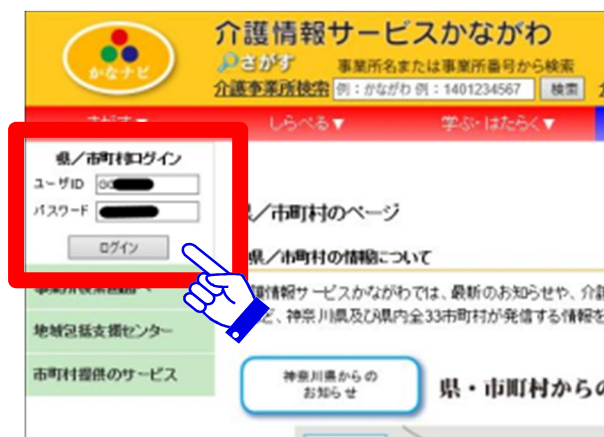 介護情報サービスかながわ
かなナビ
さがす 事業所名または事業所番号から検索
介護事業所検索 例：かながわ 例：1401234567 検索
さがす▼ しらべる▼ 学ぶ・はたらく▼
県／市町村ログイン
ユーザID
パスワード
ログイン
／市町村のページ
県／市町村の情報について
情報サービスかながわでは、最新のお知らせや、介
ど、神奈川県及び県内全33市町村が発信する情報を
地域包括支援センター
市町村提供のサービス
神奈川県からの
お知らせ
県・市町村からの